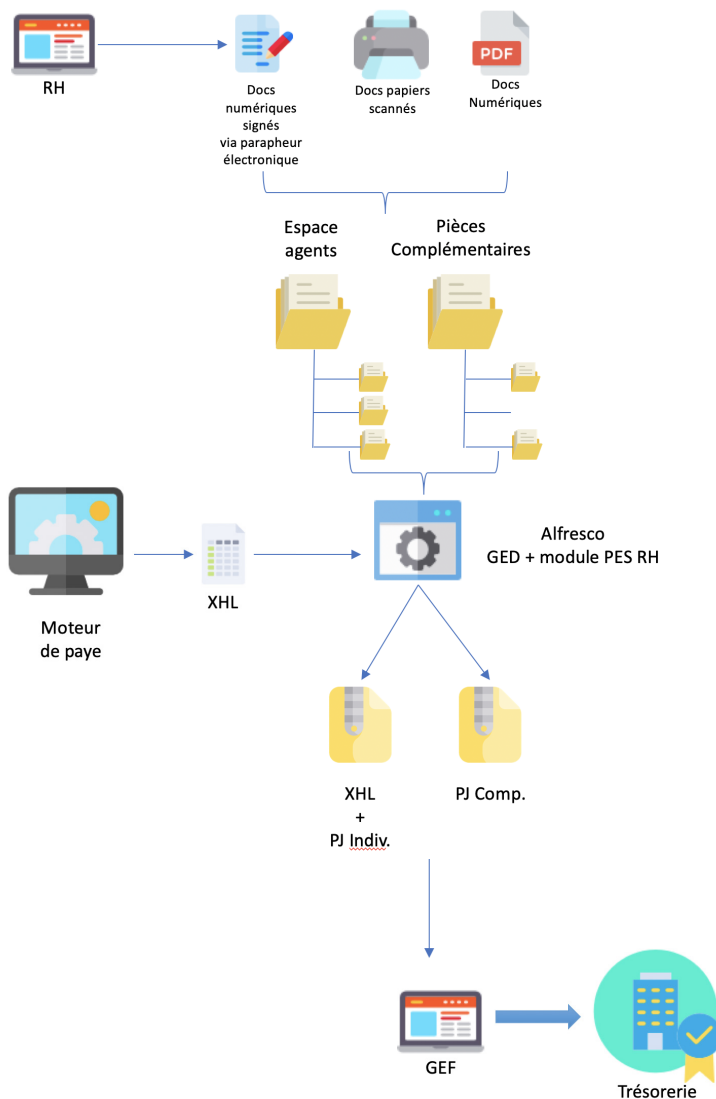 RH
Docs
numériques
signés
via parapheur
électronique
Docs papiers
scannés
PDF
Docs
Numériques
Espace
agents
Pièces
Complémentaires
Alfresco
GED + module PES RH
XHL
Moteur
de paye
XHL
+
PJ Indiv.
PJ Comp.
GEF
Trésorerie